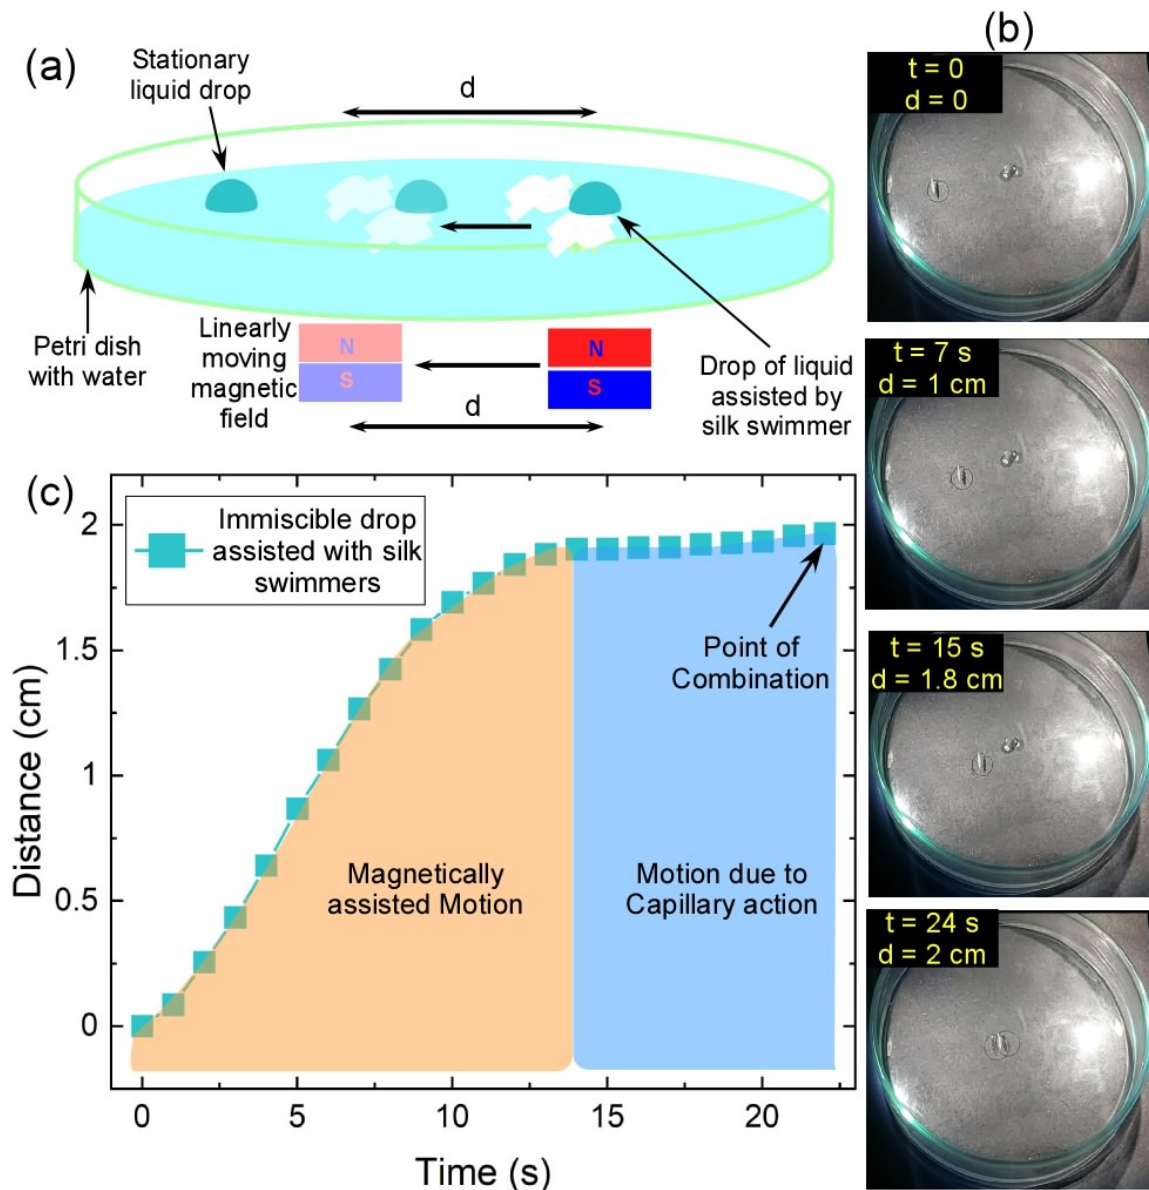 (a)
Stationary
liquid drop
d
Petri dish
with water
Linearly
moving
magnetic
field
N
S
N
S
d
Drop of liquid
assisted by
silk swimmer
(b)
t = 0
d = 0
t = 7 s
d = 1 cm
t = 15 s
d = 1.8 cm
t = 24 s
d = 2 cm
(c)
Immiscible drop
assisted with silk
swimmers
Point of
Combination
Magnetically
assisted Motion
Motion due to
Capillary action
Distance (cm)
2
1.5
1
0.5
0
0
5
10
15
20
Time (s)